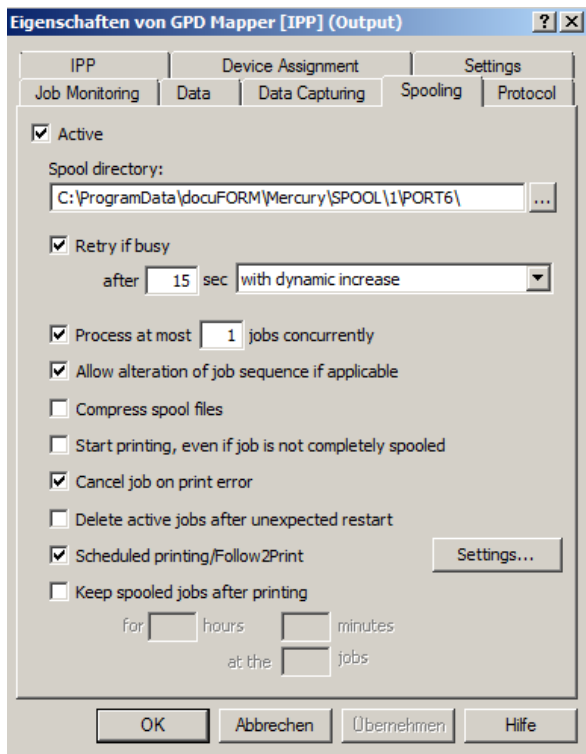 Eigenschaften von GPD Mapper [IPP] (Output)
IPP Device Assignment Settings
Job Monitoring Data Data Capturing Spooling Protocol
Active
Spool directory:
C:\ProgramData\docuFORM\Mercury\SPOOL\1\PORT6\ ...
Retry if busy
after 15 sec with dynamic increase
Process at most 1 jobs concurrently
Allow alteration of job sequence if applicable
Compress spool files
Start printing, even if job is not completely spooled
Cancel job on print error
Delete active jobs after unexpected restart
Scheduled printing/Follow2Print Settings...
Keep spooled jobs after printing
for hours minutes
at the jobs
OK Abbrechen Übernehmen Hilfe